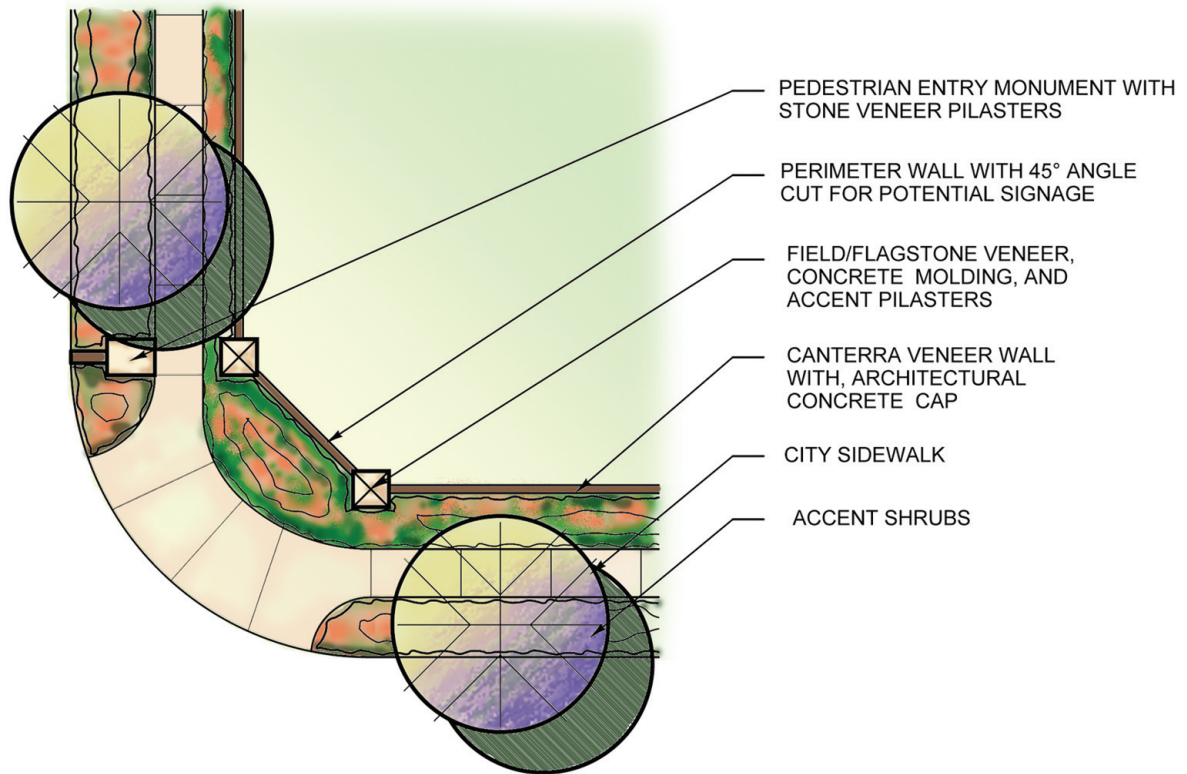 PEDESTRIAN ENTRY MONUMENT WITH
STONE VENEER PILASTERS
PERIMETER WALL WITH 45° ANGLE
CUT FOR POTENTIAL SIGNAGE
FIELD/FLAGSTONE VENEER,
CONCRETE MOLDING, AND
ACCENT PILASTERS
CANTERRA VENEER WALL
WITH, ARCHITECTURAL
CONCRETE CAP
CITY SIDEWALK
ACCENT SHRUBS